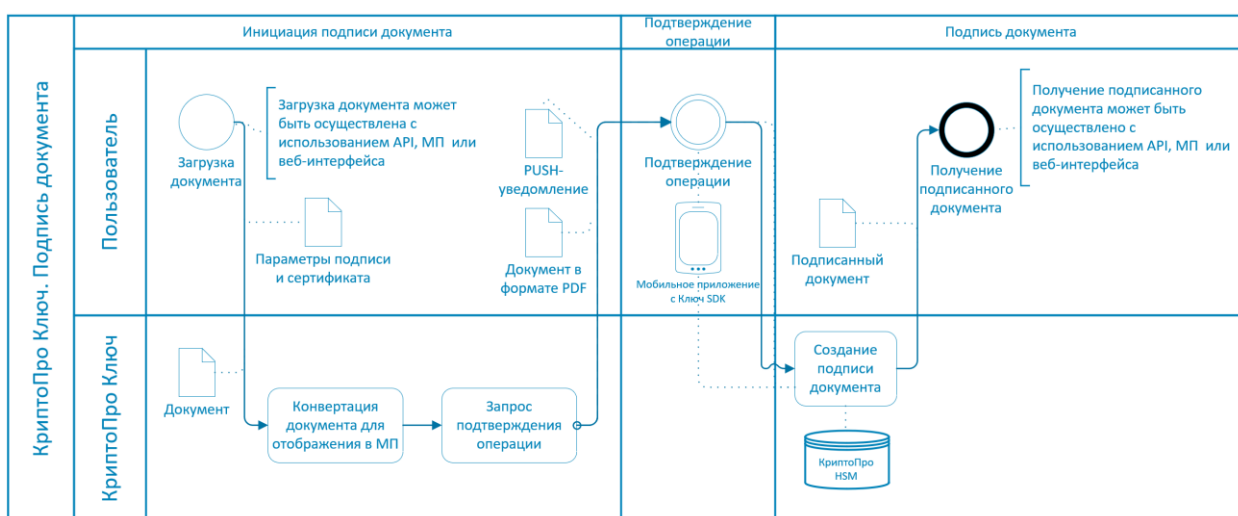 КриптоПро Ключ. Подпись документа
Инициация подписи документа
Подтверждение
операции
Подпись документа
Пользователь
Загрузка
документа
Загрузка документа может
быть осуществлена с
использованием API, МП или
веб-интерфейса
Параметры подписи
и сертификата
PUSH-
уведомление
Документ в
формате PDF
Подтверждение
операции
Мобильное приложение
с Ключ SDK
Подписанный
документ
Получение
подписанного
документа
Получение подписанного
документа может быть
осуществлено с
использованием API, МП или
веб-интерфейса
КриптоПро Ключ
Документ
Конвертация
документа для
отображения в МП
Запрос
подтверждения
операции
Создание
подписи
документа
КриптоПро
HSM